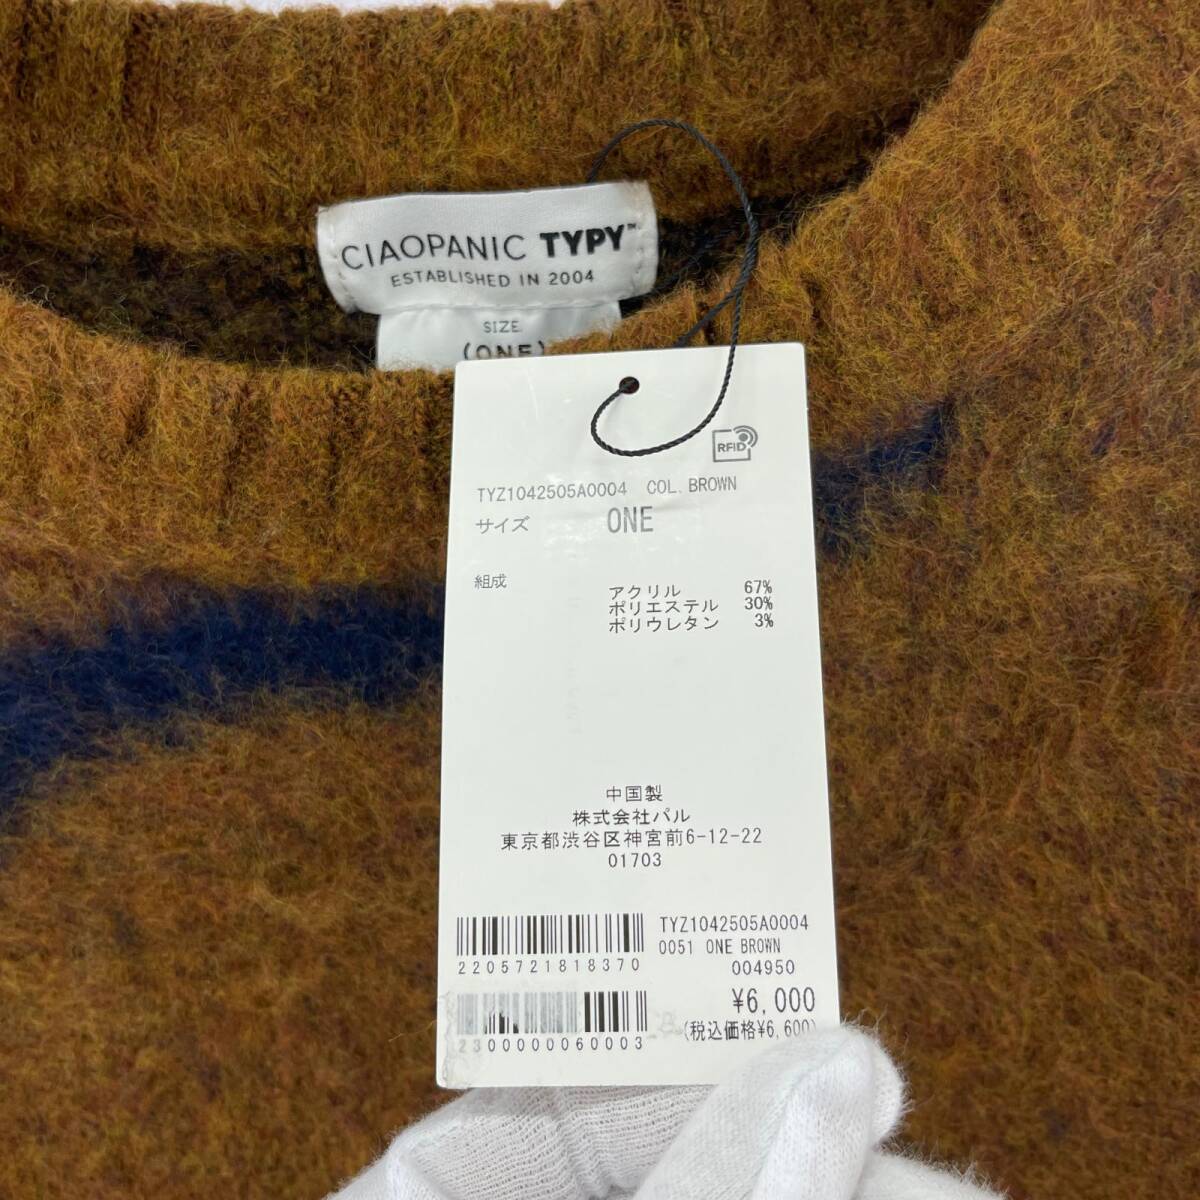 CIAOPANIC TYPY™
ESTABLISHED IN 2004
SIZE
(ONE)
RFID
TYZ1042505A0004 COL. BROWN
サイズ ONE
組成
アクリル 67%
ポリエステル 30%
ポリウレタン 3%
中国製
株式会社パル
東京都渋谷区神宮前6-12-22
01703
TYZ1042505A0004
0051 ONE BROWN
2205721818370
004950
¥6,000
(税込価格¥6,600)
2300000060003